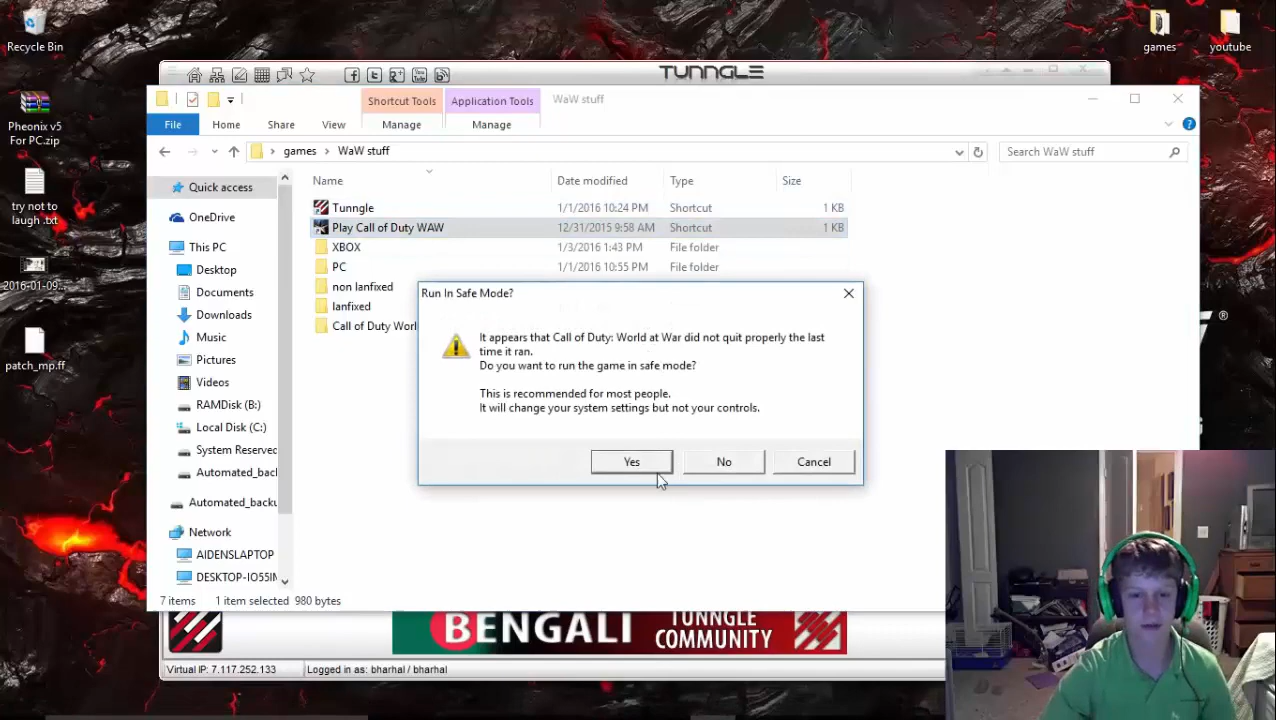 Recycle Bin
games
youtube
TUNNGLE
Shortcut Tools
Application Tools
WaW stuff
File
Home
Share
View
Manage
Manage
games
WaW stuff
Search WaW stuff
Pheonix v5
For PC.zip
try not to
laugh .txt
2016-01-09...
patch_mp.ff
Quick access
OneDrive
This PC
Desktop
Documents
Downloads
Music
Pictures
Videos
RAMDisk (B:)
Local Disk (C:)
System Reserved
Automated_back
Automated_backu
Network
AIDENSLAPTOP
DESKTOP-IO55IN
Name
Date modified
Type
Size
Tunngle
1/1/2016 10:24 PM
Shortcut
1 KB
Play Call of Duty WAW
12/31/2015 9:58 AM
Shortcut
1 KB
XBOX
1/3/2016 1:43 PM
File folder
PC
1/1/2016 10:55 PM
File folder
non lanfixed
lanfixed
Call of Duty Worl
Run In Safe Mode?
It appears that Call of Duty: World at War did not quit properly the last
time it ran.
Do you want to run the game in safe mode?
This is recommended for most people.
It will change your system settings but not your controls.
Yes
No
Cancel
7 items
1 item selected 980 bytes
BENGALI
TUNNGLE
COMMUNITY
Virtual IP: 7.117.252.133
Logged in as: bharhal / bharhal